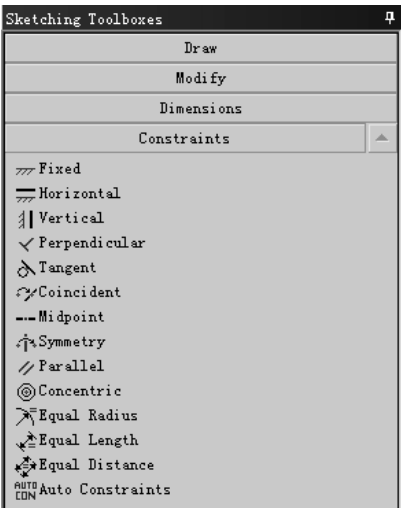 Sketching Toolboxes
Draw
Modify
Dimensions
Constraints
Fixed
Horizontal
Vertical
Perpendicular
Tangent
Coincident
Midpoint
Symmetry
Parallel
Concentric
Equal Radius
Equal Length
Equal Distance
AUTO
CON Auto Constraints